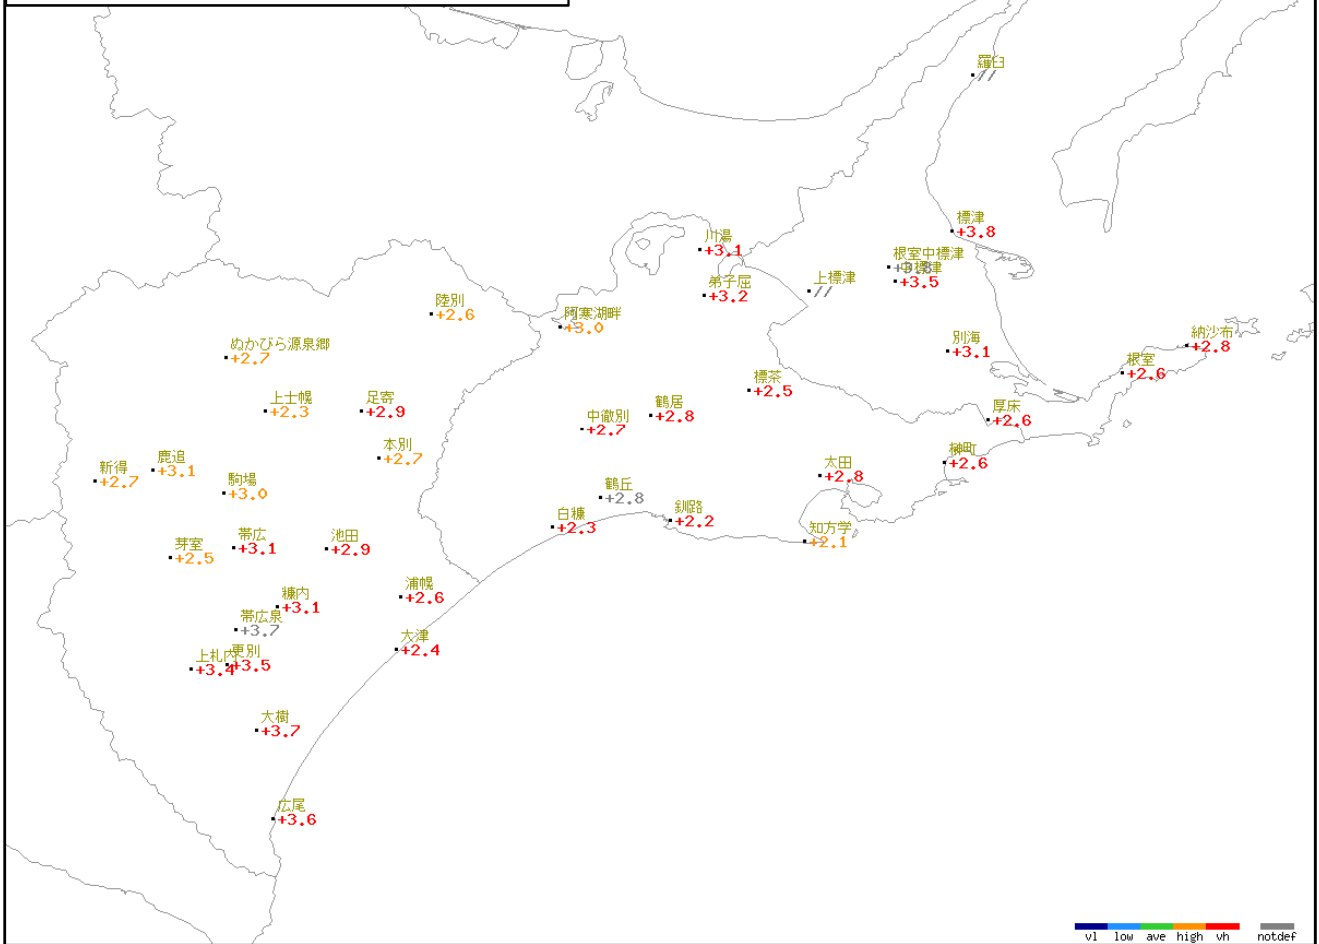 羅臼
//
標津
+3.8
川湯
+3.1
根室中標津
中標津
+3.5
弟子屈
+3.2
上標津
//
陸別
+2.6
阿寒湖畔
+3.0
ぬかびら源泉郷
+2.7
別海
+3.1
納沙布
+2.8
根室
+2.6
標茶
+2.5
上士幌
+2.3
足寄
+2.9
鶴居
+2.8
中徹別
+2.7
厚床
+2.6
本別
+2.7
榊町
+2.6
鹿追
+3.1
新得
+2.7
駒場
+3.0
太田
+2.8
鶴丘
+2.8
白糠
+2.3
釧路
+2.2
知方学
+2.1
芽室
+2.5
帯広
+3.1
池田
+2.9
浦幌
+2.6
糠内
+3.1
帯広泉
+3.7
大津
+2.4
上札内
+3.4
更別
+3.5
大樹
+3.7
広尾
+3.6
vl low ave high vh notdef